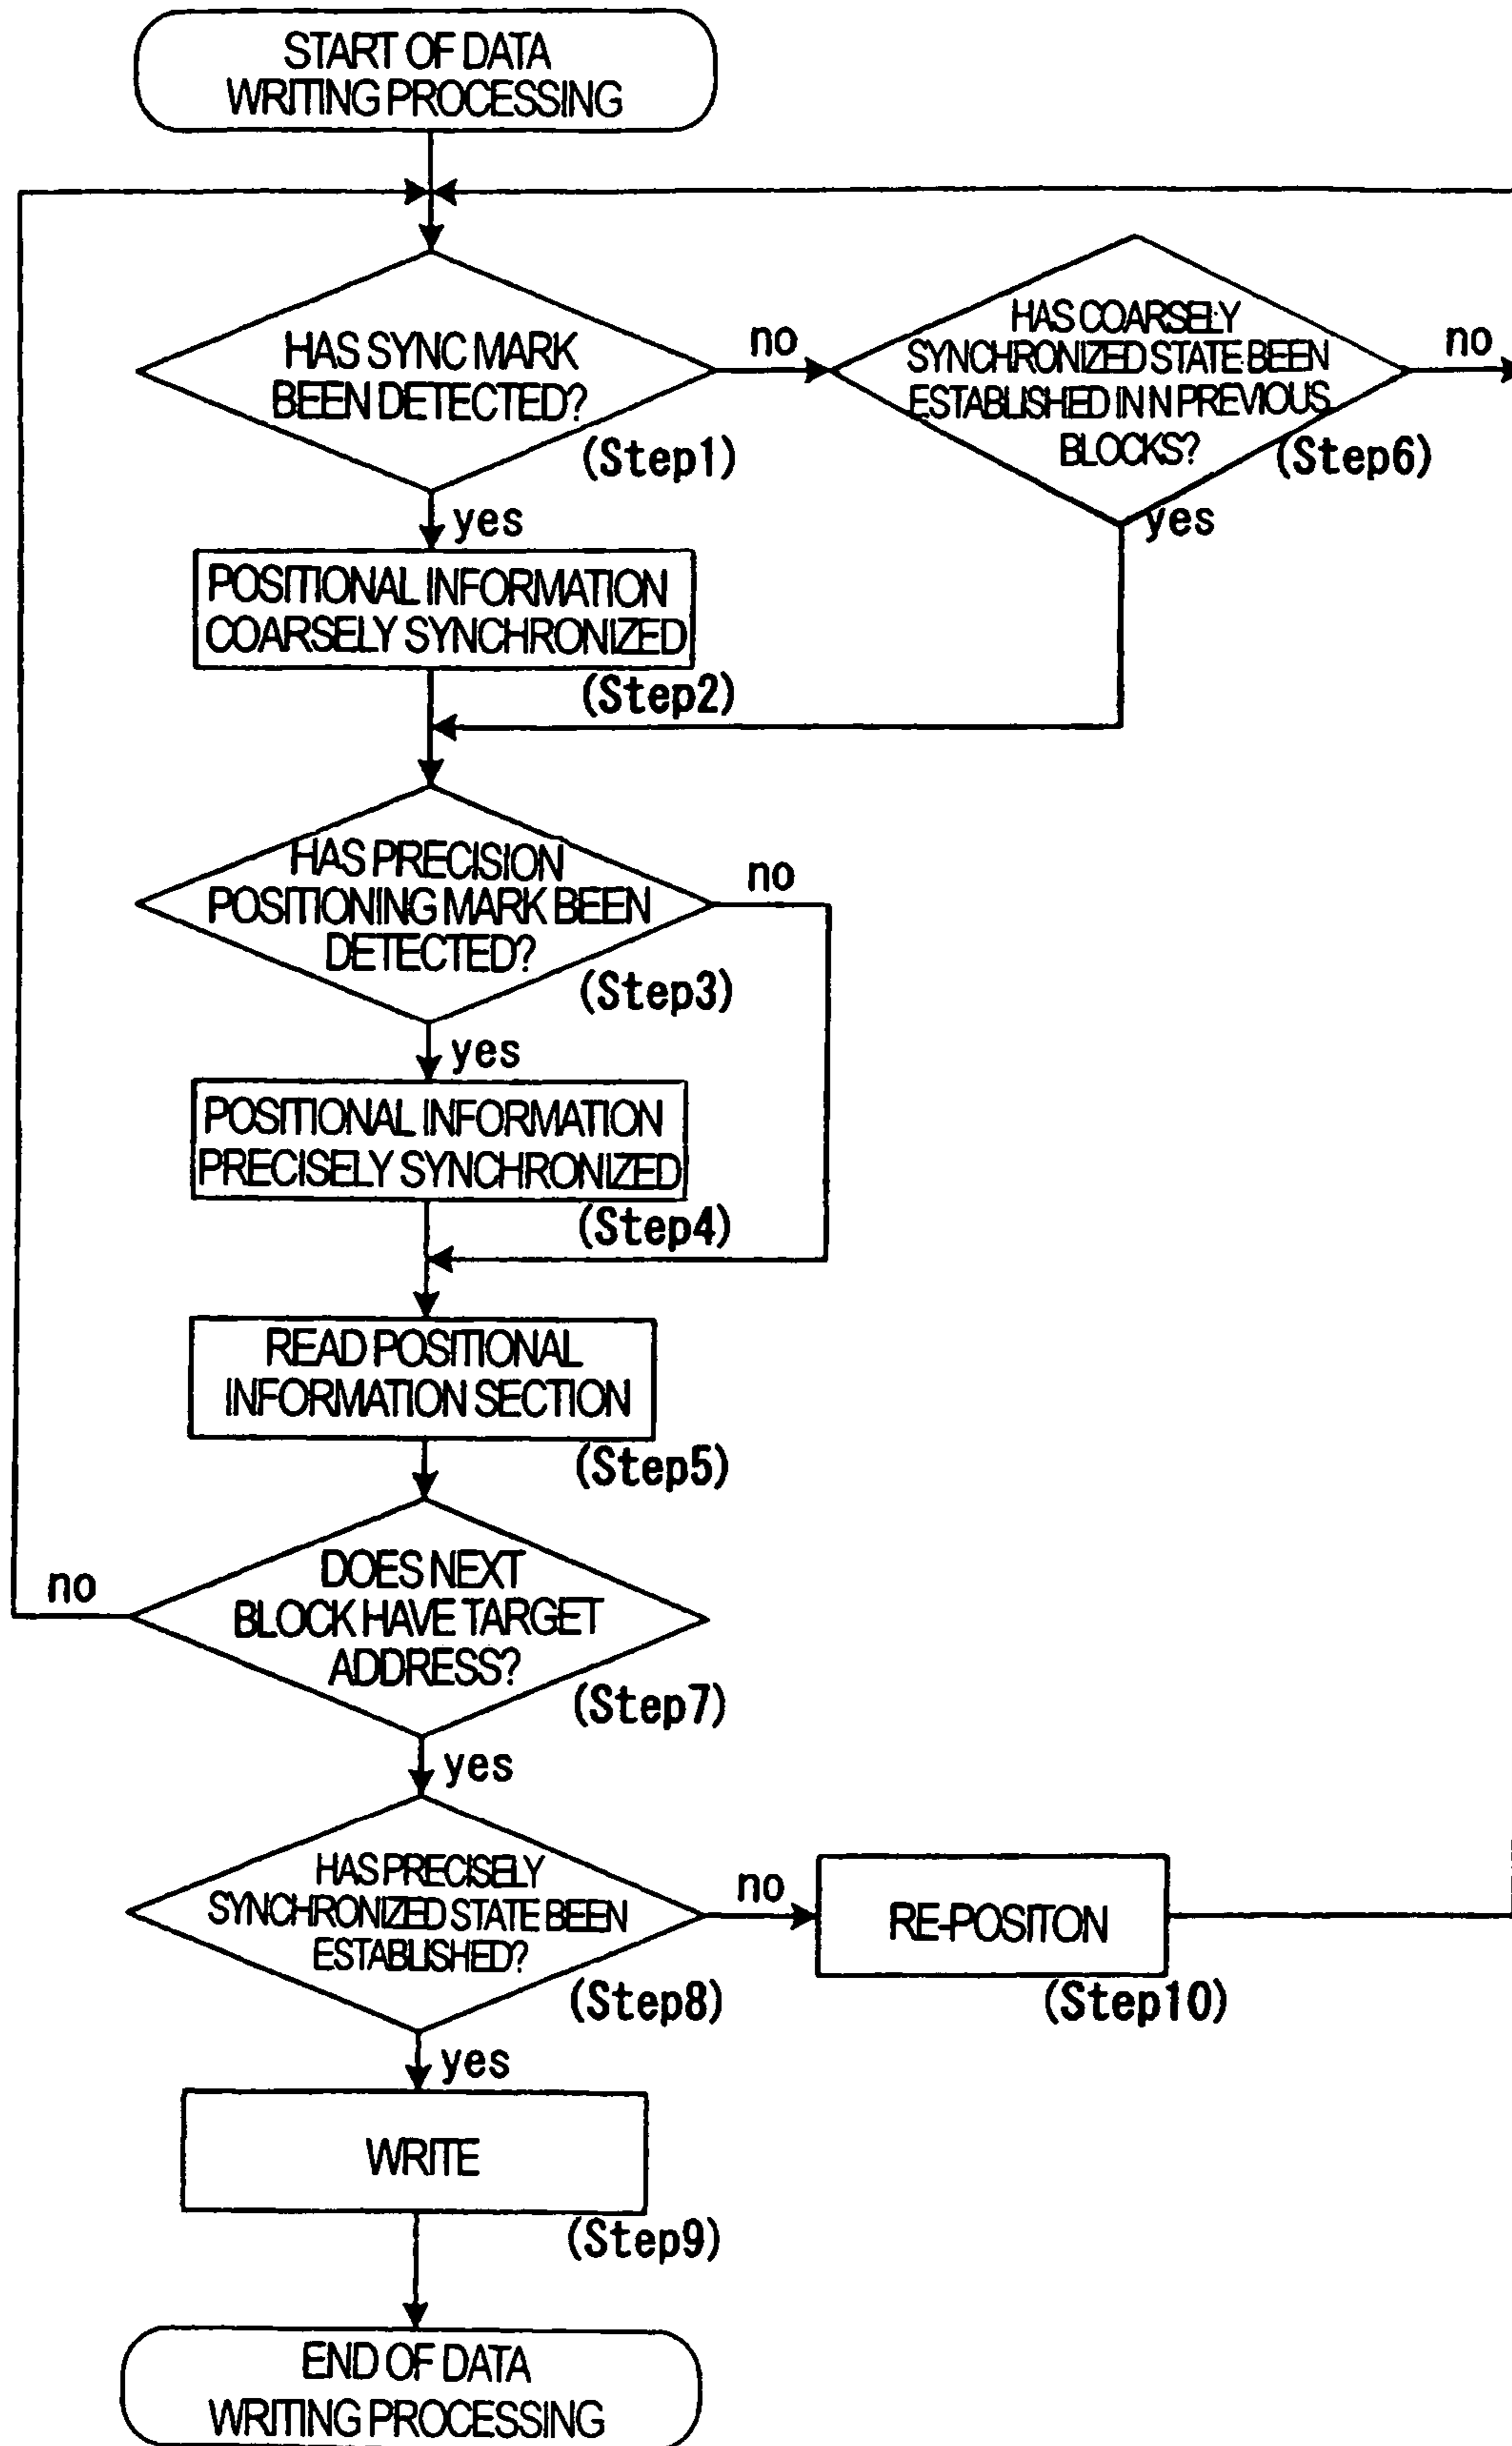 START OF DATA
WRITING PROCESSING
HAS SYNC MARK
BEEN DETECTED?
(Step1)
no
HAS COARSELY
SYNCHRONIZED STATE BEEN
ESTABLISHED IN N PREVIOUS
BLOCKS?
(Step6)
no
yes
yes
POSITIONAL INFORMATION
COARSELY SYNCHRONIZED
(Step2)
HAS PRECISION
POSITIONING MARK BEEN
DETECTED?
(Step3)
no
yes
POSITIONAL INFORMATION
PRECISELY SYNCHRONIZED
(Step4)
READ POSITIONAL
INFORMATION SECTION
(Step5)
DOES NEXT
BLOCK HAVE TARGET
ADDRESS?
(Step7)
no
yes
HAS PRECISELY
SYNCHRONIZED STATE BEEN
ESTABLISHED?
(Step8)
no
RE-POSITON
(Step10)
yes
WRITE
(Step9)
END OF DATA
WRITING PROCESSING